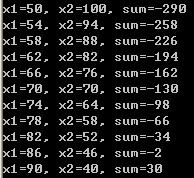 x1=50, x2=100, sum=-290
x1=54, x2=94, sum=-258
x1=58, x2=88, sum=-226
x1=62, x2=82, sum=-194
x1=66, x2=76, sum=-162
x1=70, x2=70, sum=-130
x1=74, x2=64, sum=-98
x1=78, x2=58, sum=-66
x1=82, x2=52, sum=-34
x1=86, x2=46, sum=-2
x1=90, x2=40, sum=30